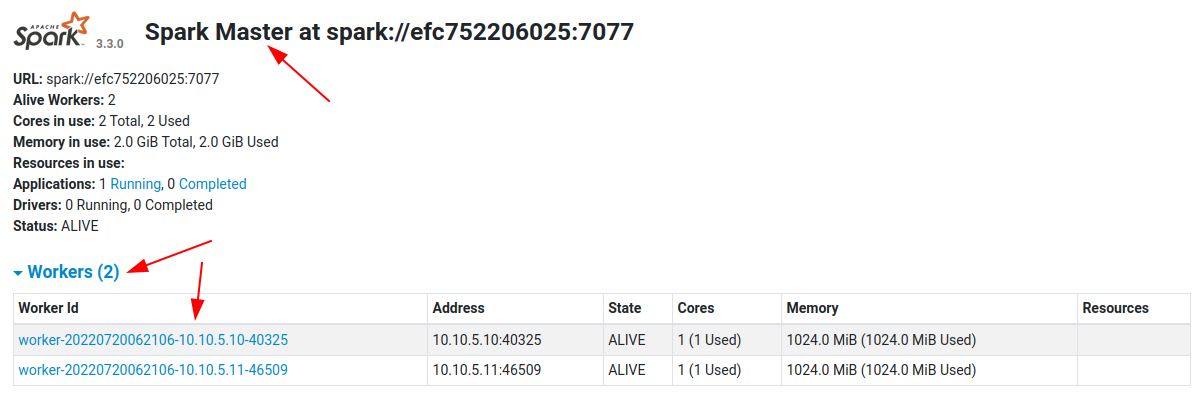 APACHE
Spark 3.3.0 Spark Master at spark://efc752206025:7077
URL: spark://efc752206025:7077
Alive Workers: 2
Cores in use: 2 Total, 2 Used
Memory in use: 2.0 GiB Total, 2.0 GiB Used
Resources in use:
Applications: 1 Running, 0 Completed
Drivers: 0 Running, 0 Completed
Status: ALIVE
Workers (2)
Worker Id Address State Cores Memory Resources
worker-20220720062106-10.10.5.10-40325 10.10.5.10:40325 ALIVE 1 (1 Used) 1024.0 MiB (1024.0 MiB Used)
worker-20220720062106-10.10.5.11-46509 10.10.5.11:46509 ALIVE 1 (1 Used) 1024.0 MiB (1024.0 MiB Used)